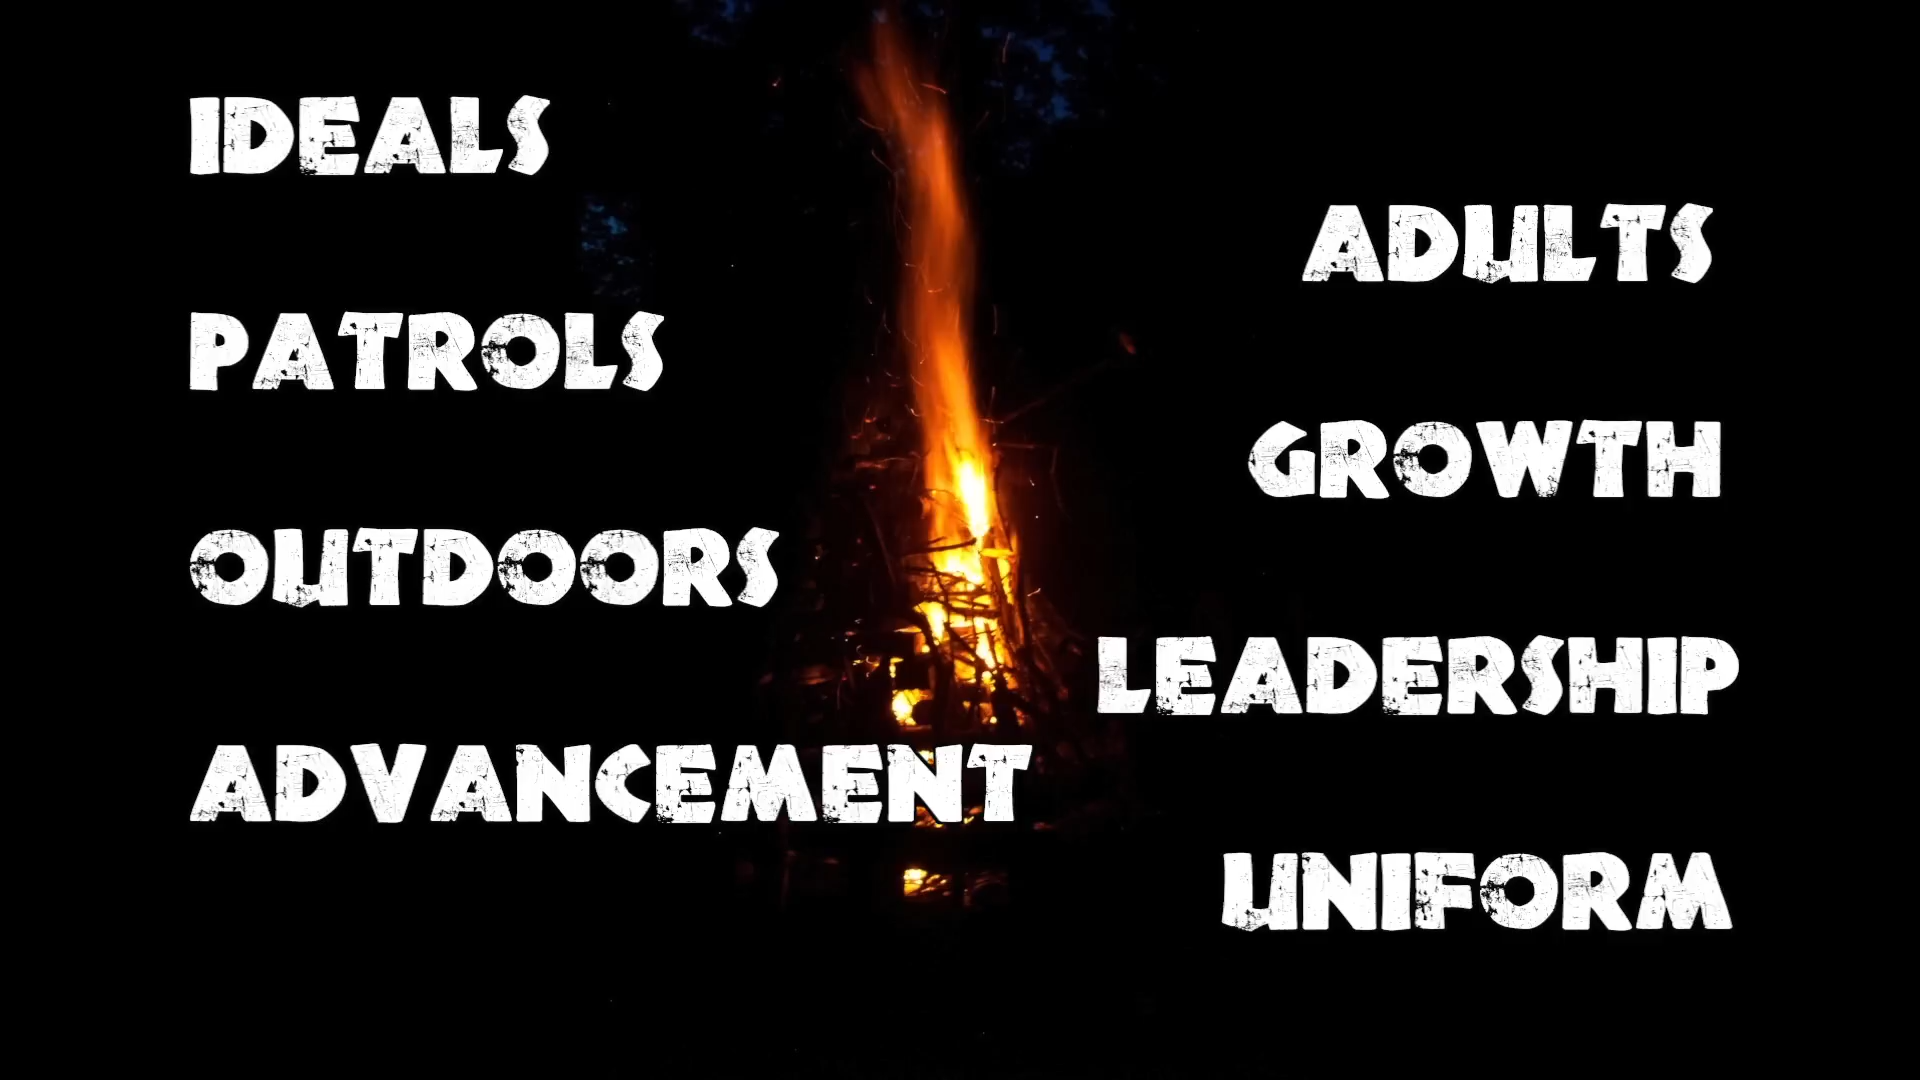 IDEALS
PATROLS
OUTDOORS
ADVANCEMENT
ADULTS
GROWTH
LEADERSHIP
UNIFORM